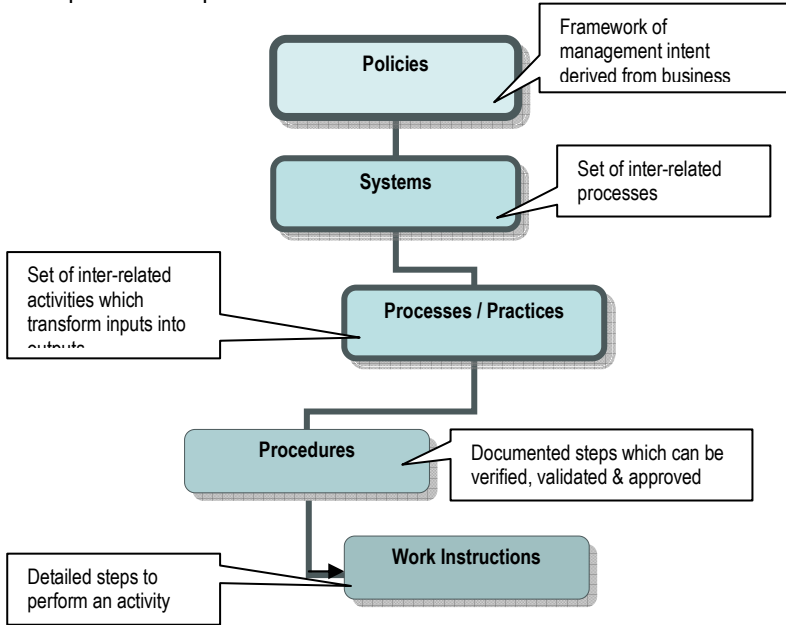 Framework of
management intent
derived from business
Policies
Systems
Set of inter-related
processes
Set of inter-related
activities which
transform inputs into
Processes / Practices
Procedures
Documented steps which can be
verified, validated & approved
Work Instructions
Detailed steps to
perform an activity